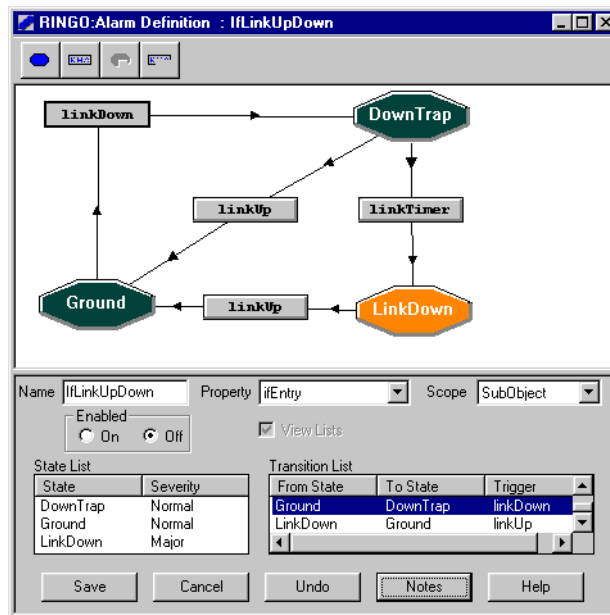 RINGO:Alarm Definition : IfLinkUpDown
linkDown
DownTrap
linkUp
linkTimer
Ground
linkUp
LinkDown
Name IfLinkUpDown Property ifEntry Scope SubObject
Enabled
On Off
View Lists
State List
State Severity
DownTrap Normal
Ground Normal
LinkDown Major
Transition List
From State To State Trigger
Ground DownTrap linkDown
LinkDown Ground linkUp
Save Cancel Undo Notes Help